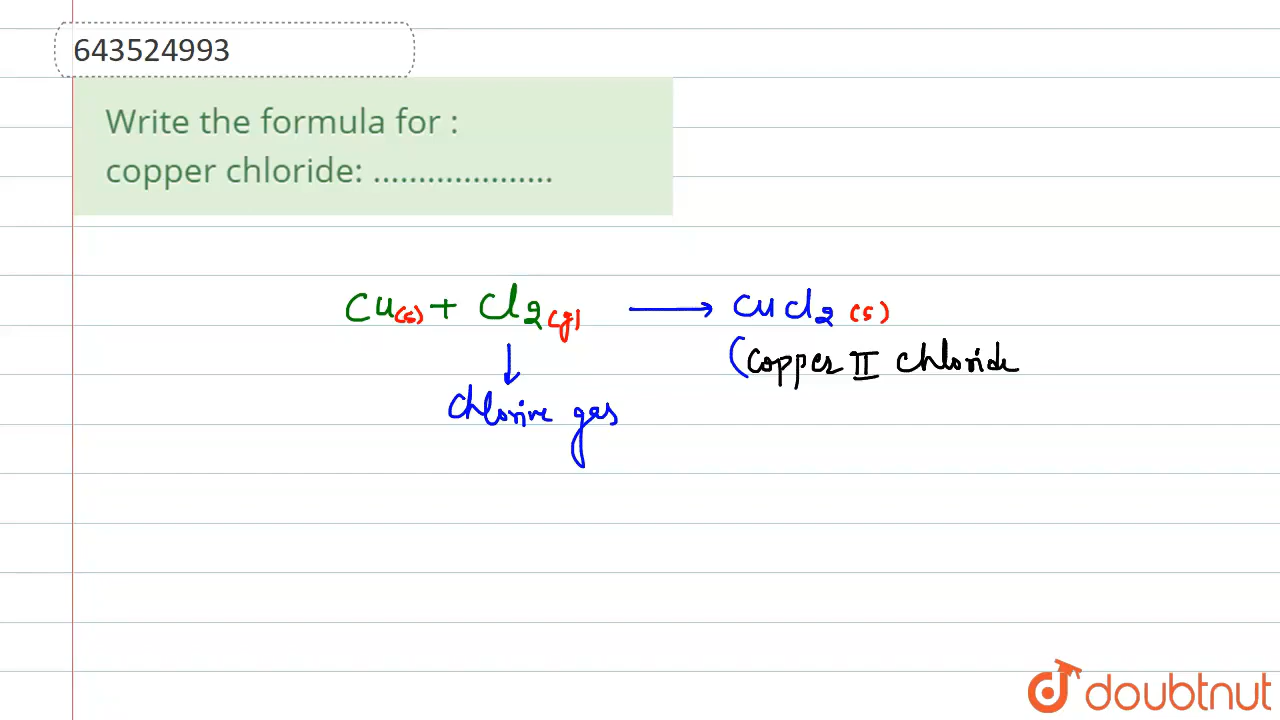 643524993
Write the formula for :
copper chloride: ....................
Cu(s) + Cl2(g) ⟶ CuCl2(s)
(Copper II chloride
↓
Chlorine gas
doubtnut